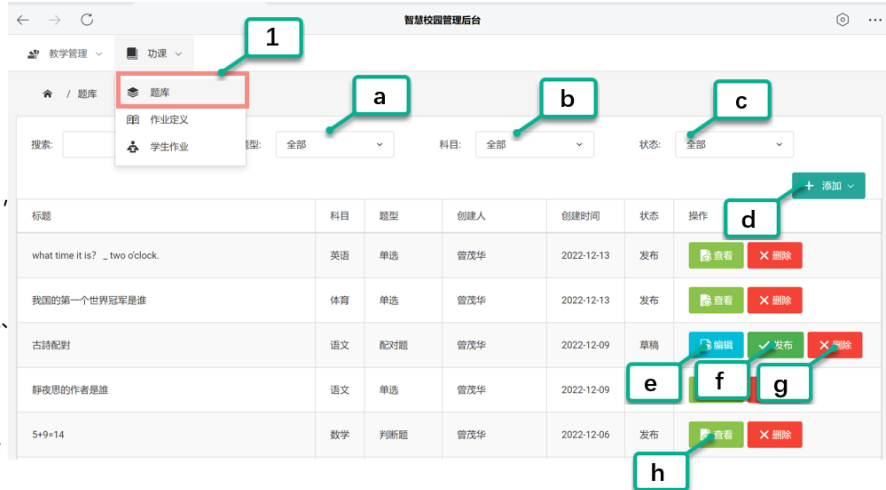 智慧校园管理后台
教学管理 功课
1
/ 题库
题库
作业定义
学生作业
a b c
搜索: 型: 全部 科目: 全部 状态: 全部
+ 添加
d
标题 科目 题型 创建人 创建时间 状态 操作
what time it is? _ two o'clock. 英语 单选 曾茂华 2022-12-13 发布 查看 删除
我国的第一个世界冠军是誰 体育 单选 曾茂华 2022-12-13 发布 查看 删除
古詩配對 语文 配对题 曾茂华 2022-12-09 草稿 编辑 发布 删除
e f g
靜夜思的作者是誰 语文 单选 曾茂华 2022-12-09
5+9=14 数学 判断题 曾茂华 2022-12-06 发布 查看 删除
h